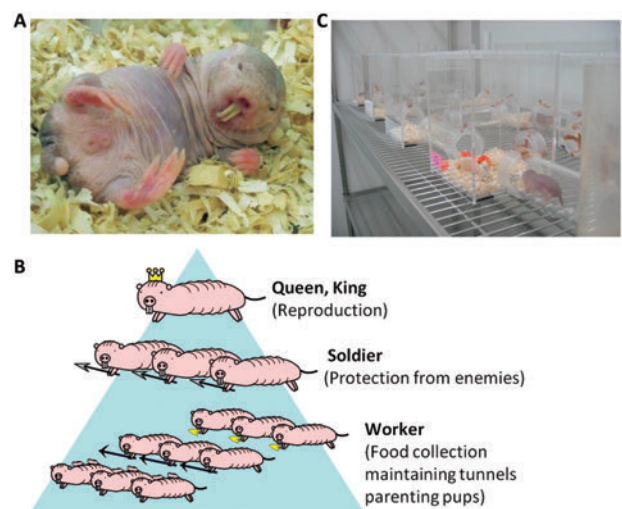 A
C
B
Queen, King
(Reproduction)
Soldier
(Protection from enemies)
Worker
(Food collection
maintaining tunnels
parenting pups)